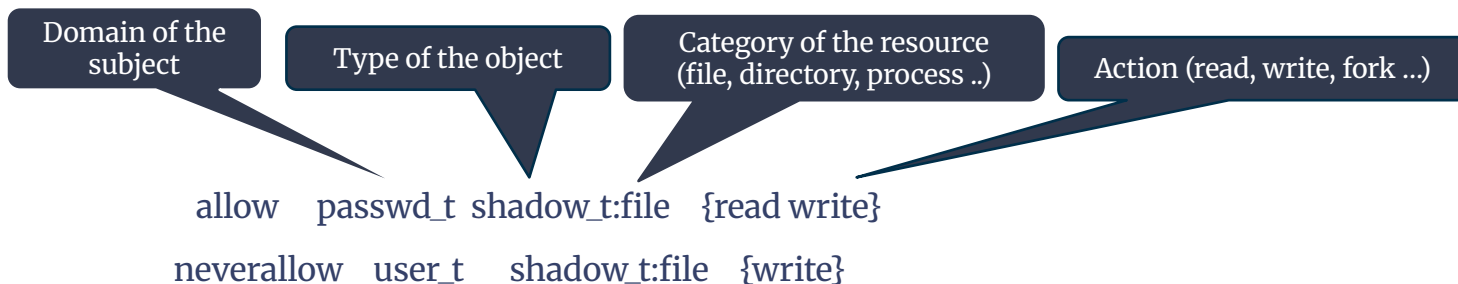 Domain of the
subject
Type of the object
Category of the resource
(file, directory, process ..)
Action (read, write, fork ...)
allow passwd_t shadow_t:file {read write}
neverallow user_t shadow_t:file {write}